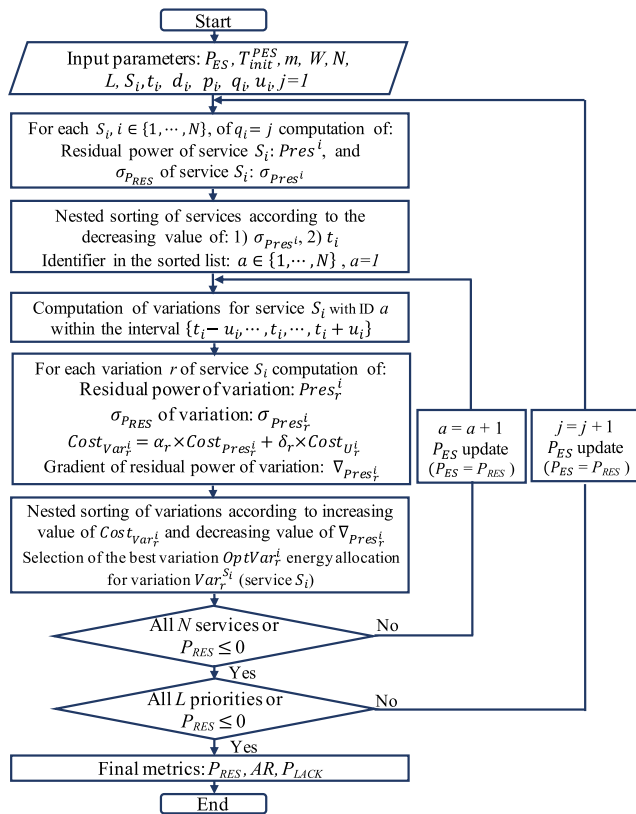 Start
Input parameters: P_ES, T_init^PES, m, W, N,
L, S_i, t_i, d_i, p_i, q_i, u_i, j=1
For each S_i, i ∈ {1, ⋯, N}, of q_i = j computation of:
Residual power of service S_i: Pres^i, and
σ_P_RES of service S_i: σ_Pres^i
Nested sorting of services according to the
decreasing value of: 1) σ_Pres^i, 2) t_i
Identifier in the sorted list: a ∈ {1, ⋯, N} , a=1
Computation of variations for service S_i with ID a
within the interval {t_i − u_i, ⋯, t_i, ⋯, t_i + u_i}
For each variation r of service S_i computation of:
Residual power of variation: Pres_r^i
σ_P_RES of variation: σ_Pres_r^i
Cost_Var_r^i = α_r × Cost_Pres_r^i + δ_r × Cost_U_r^i
Gradient of residual power of variation: ∇_Pres_r^i
a = a + 1
P_ES update
(P_ES = P_RES)
j = j + 1
P_ES update
(P_ES = P_RES)
Nested sorting of variations according to increasing
value of Cost_Var_r^i and decreasing value of ∇_Pres_r^i
Selection of the best variation OptVar_r^i energy allocation
for variation Var_r^S_i (service S_i)
All N services or
P_RES ≤ 0
No
Yes
All L priorities or
P_RES ≤ 0
No
Yes
Final metrics: P_RES, AR, P_LACK
End